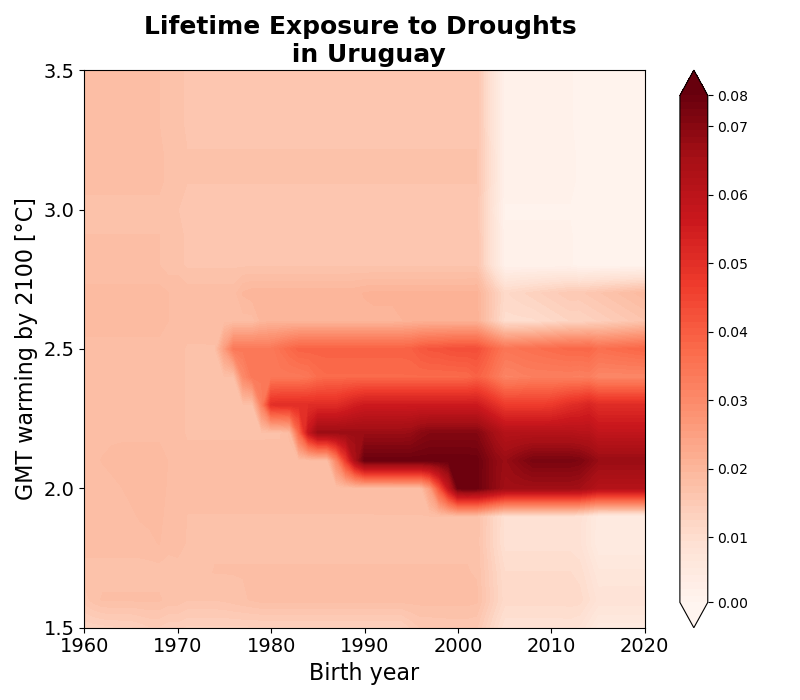 Lifetime Exposure to Droughts
in Uruguay
3.5
3.0
2.5
2.0
1.5
GMT warming by 2100 [°C]
1960 1970 1980 1990 2000 2010 2020
Birth year
0.08
0.07
0.06
0.05
0.04
0.03
0.02
0.01
0.00